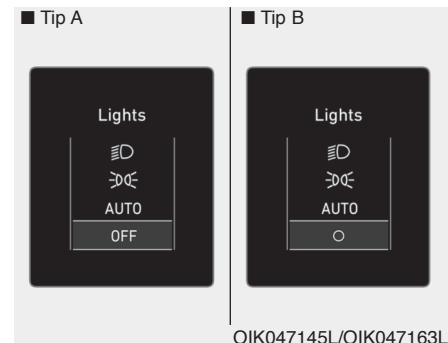 ■ Tip A
■ Tip B
Lights
AUTO
OFF
Lights
AUTO
OIK047145L/OIK047163L